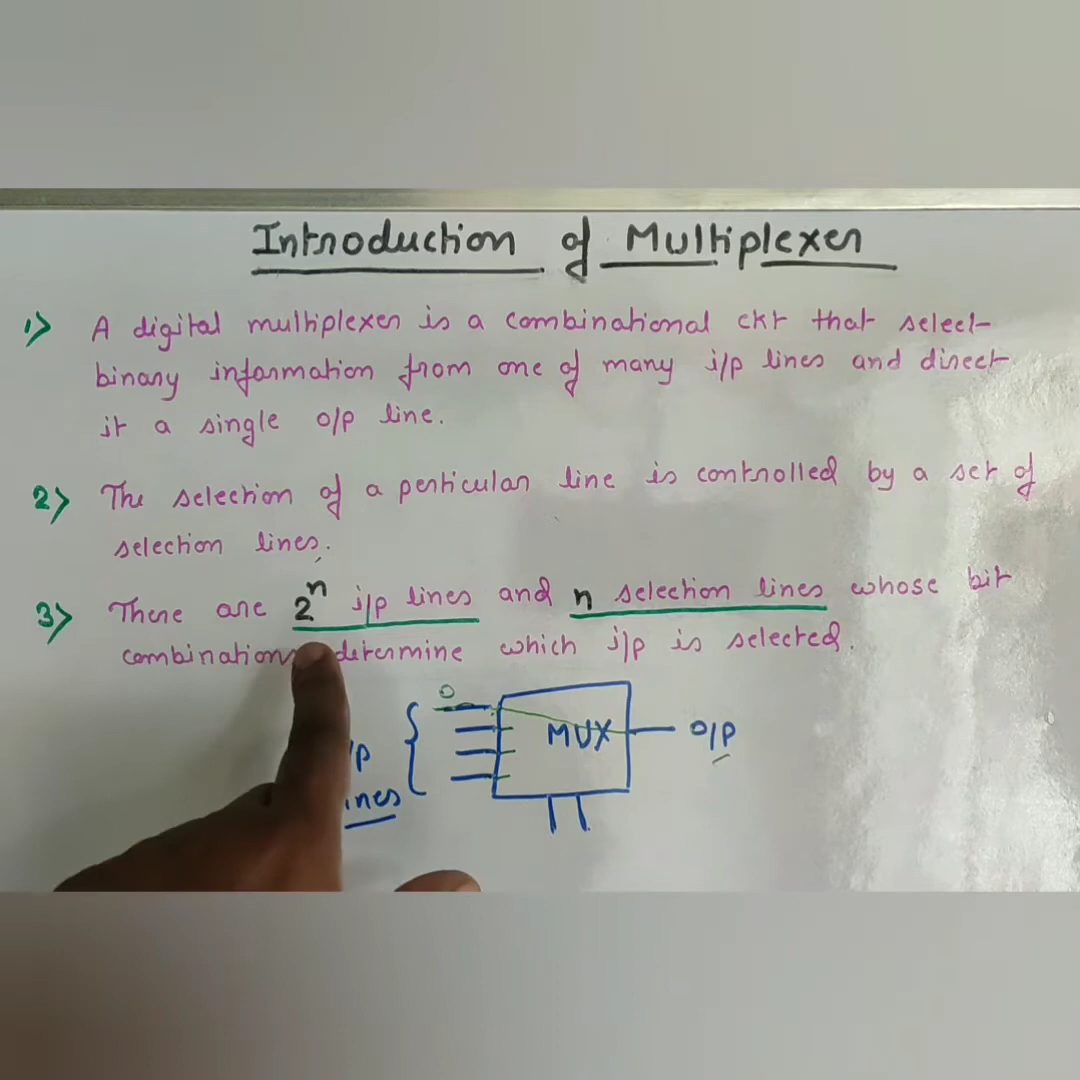 Introduction of Multiplexer
1> A digital multiplexer is a combinational ckt that select
binary information from one of many i/p lines and direct
it a single o/p line.
2> The selection of a perticular line is controlled by a set of
selection lines.
3> There are 2^n i/p lines and n selection lines whose bit
combination determine which i/p is selected.
0
MUX O/P
/p
ines